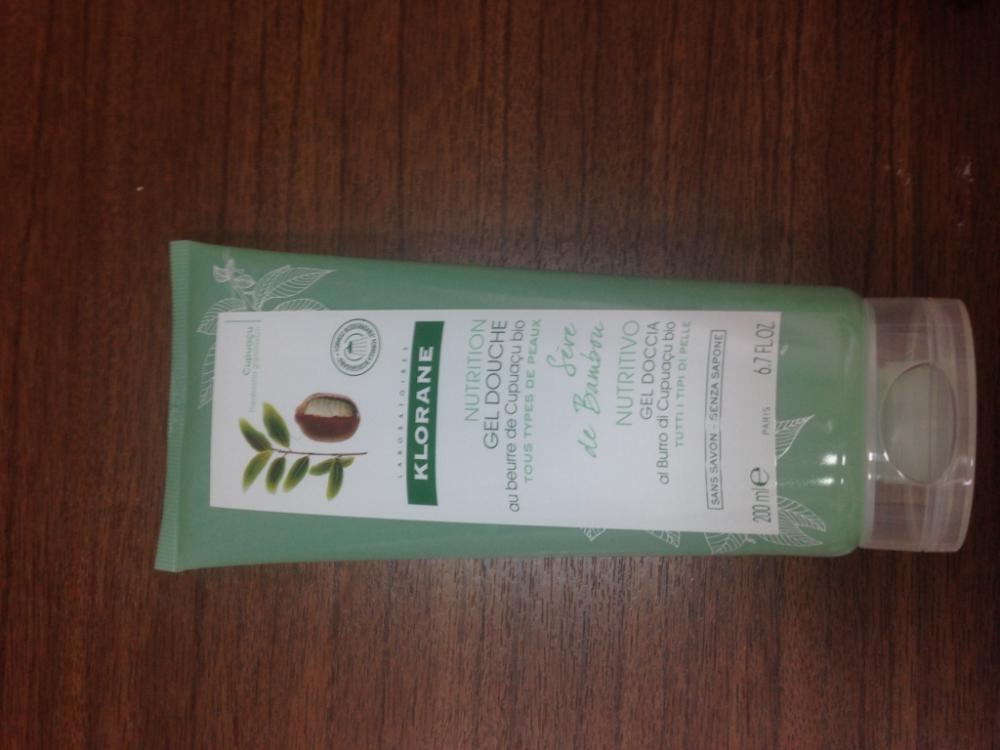 Cupuaçu
LABORATOIRES
KLORANE
NUTRITION
GEL DOUCHE
au beurre de Cupuaçu bio
TOUS TYPES DE PEAUX
Sève
de Bambou
NUTRITIVO
GEL DOCCIA
al Burro di Cupuaçu bio
TUTTI I TIPI DI PELLE
SANS SAVON - SENZA SAPONE
PARIS
200 ml e 6.7 FL.OZ